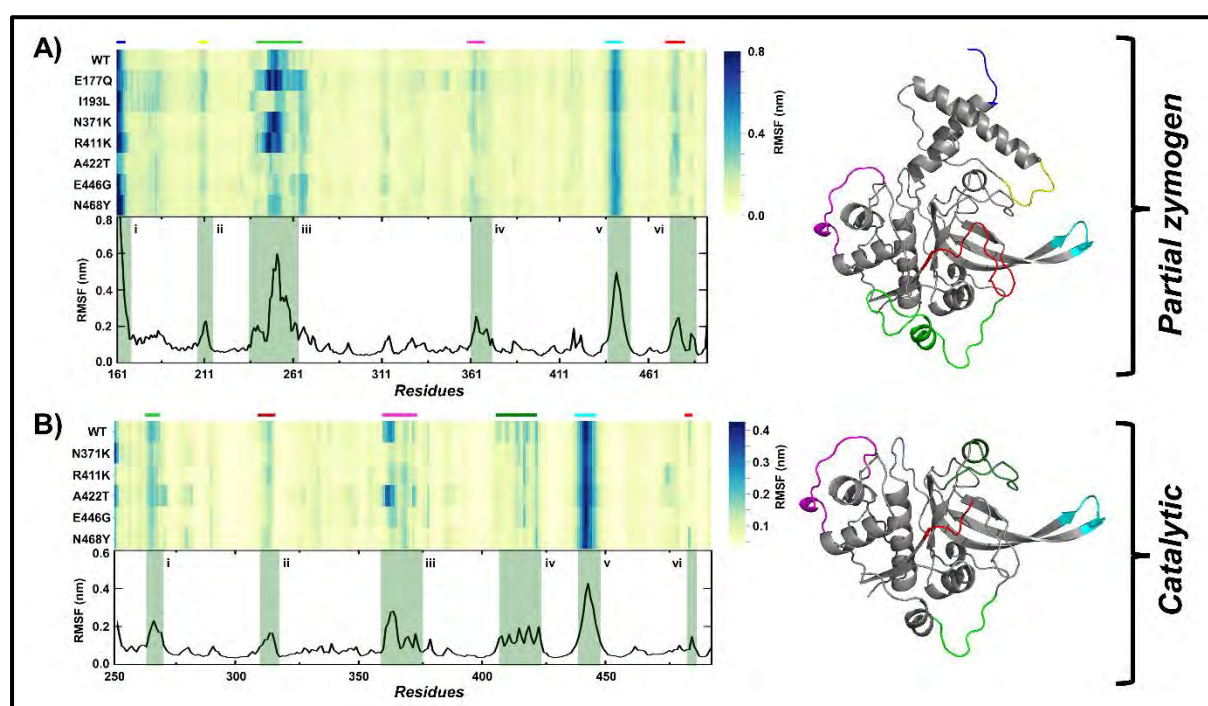 A)
WT
E177Q
I193L
N371K
R411K
A422T
E446G
N468Y
0.8
0.4
0.0
RMSF (nm)
0.8
0.6
0.4
0.2
0.0
RMSF (nm)
i
ii
iii
iv
v
vi
161
211
261
311
361
411
461
Residues
Partial zymogen
B)
WT
N371K
R411K
A422T
E446G
N468Y
0.4
0.3
0.2
0.1
RMSF (nm)
0.6
0.4
0.2
0.0
RMSF (nm)
i
ii
iii
iv
v
vi
250
300
350
400
450
Residues
Catalytic